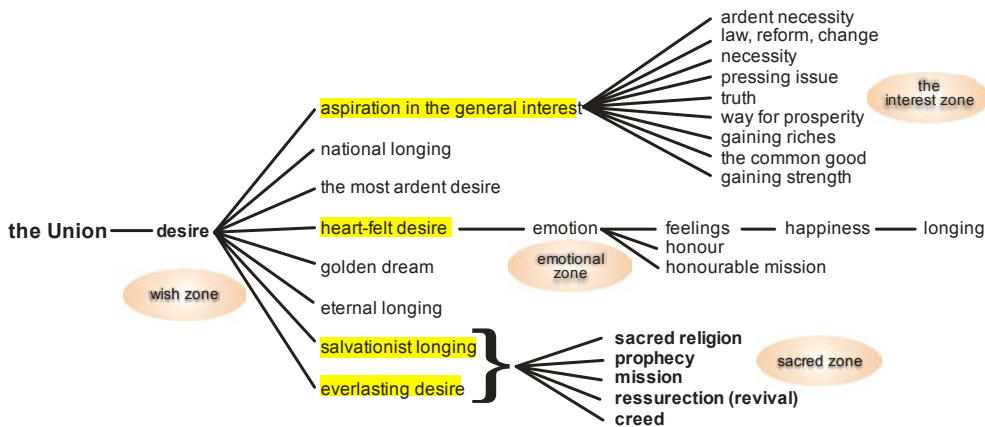 ardent necessity
law, reform, change
necessity
pressing issue
truth
way for prosperity
gaining riches
the common good
gaining strength
the
interest zone
aspiration in the general interest
national longing
the most ardent desire
the Union
desire
heart-felt desire
emotion
feelings
happiness
longing
honour
honourable mission
emotional
zone
golden dream
wish zone
eternal longing
salvationist longing
everlasting desire
}
sacred religion
prophecy
mission
ressurection (revival)
creed
sacred zone